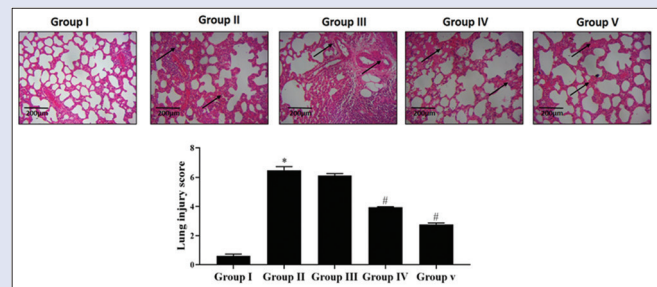 Group I Group II Group III Group IV Group V
200μm 200μm 200μm 200μm 200μm
8
*
6
#
4
#
2
0
Lung injury score
Group I Group II Group III Group IV Group v